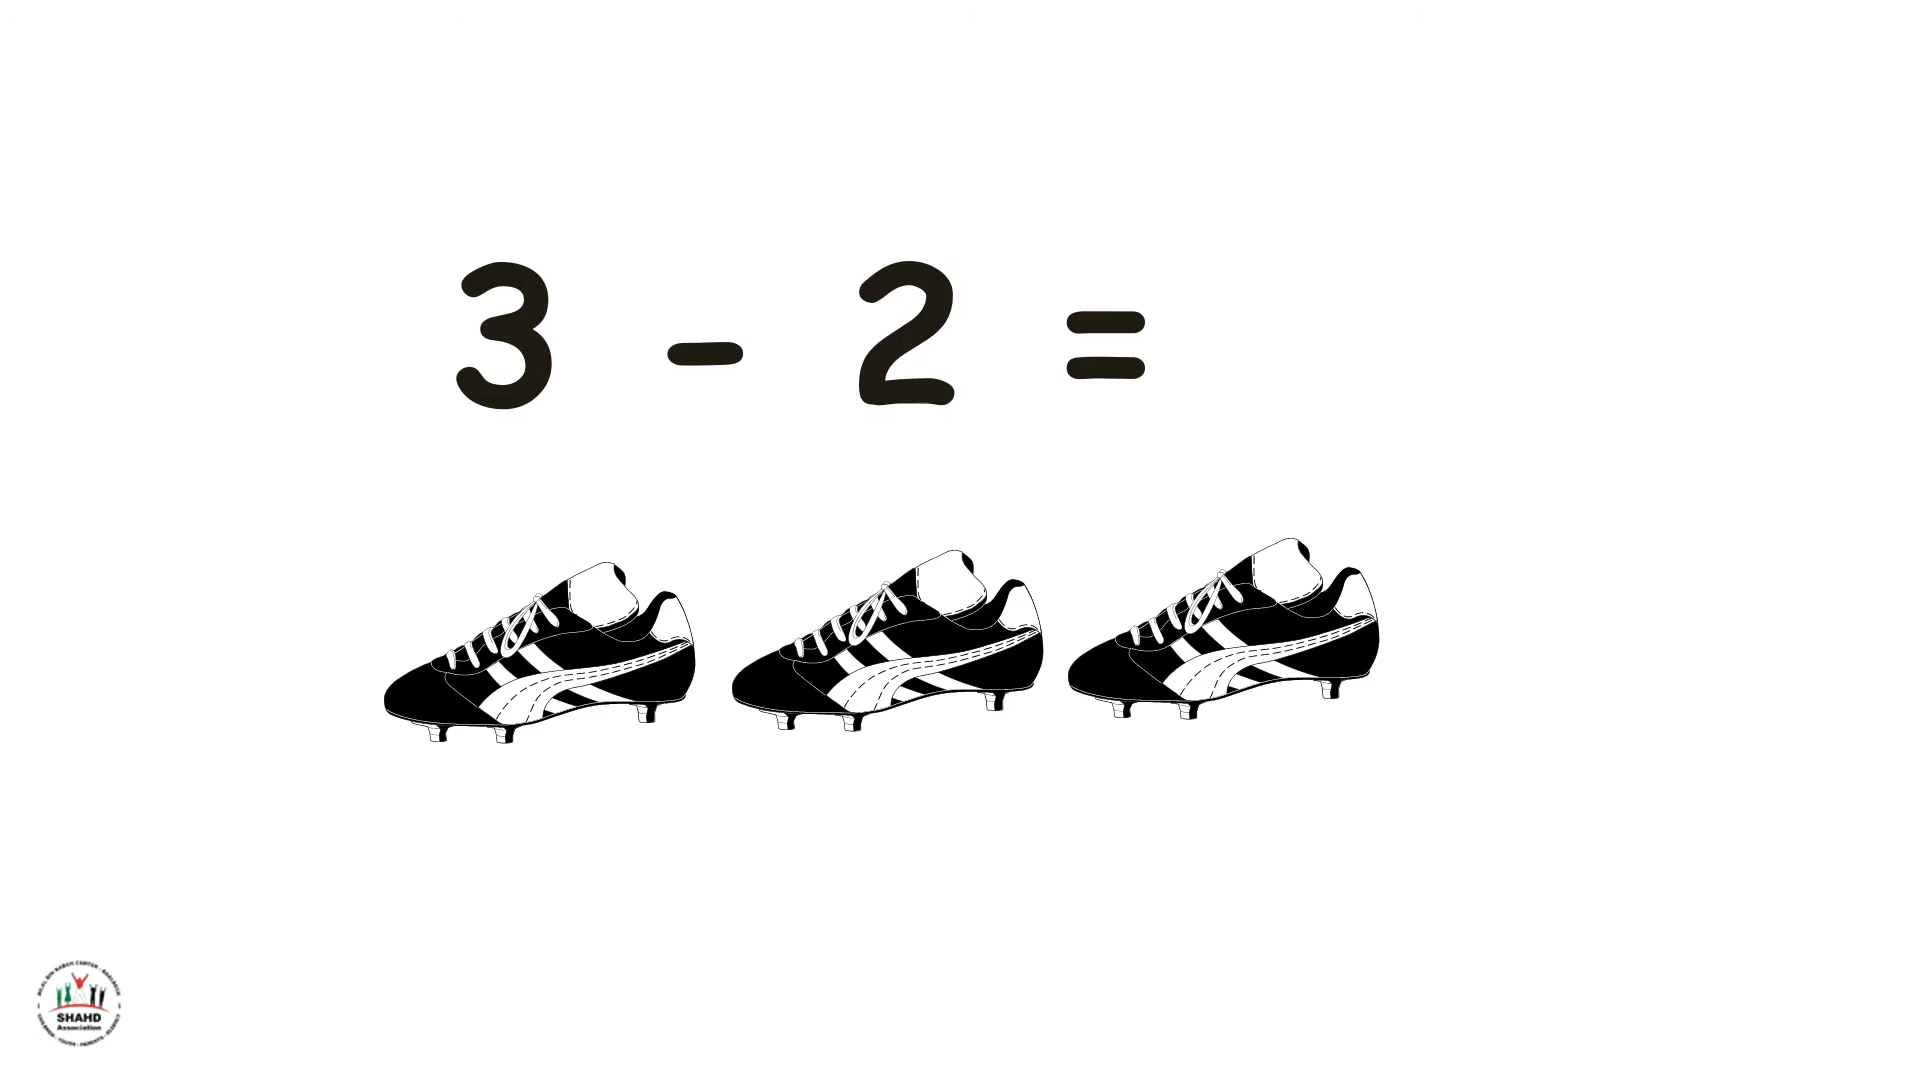 3 - 2 =
SHAHD
Association